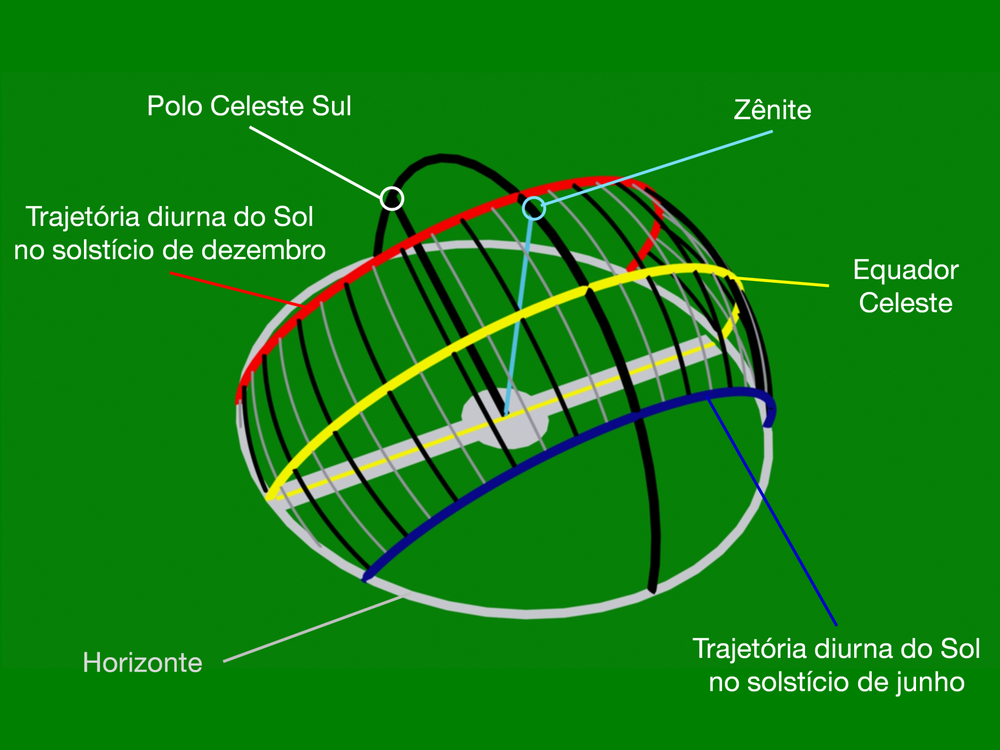 Polo Celeste Sul
Zênite
Trajetória diurna do Sol
no solstício de dezembro
Equador
Celeste
Horizonte
Trajetória diurna do Sol
no solstício de junho